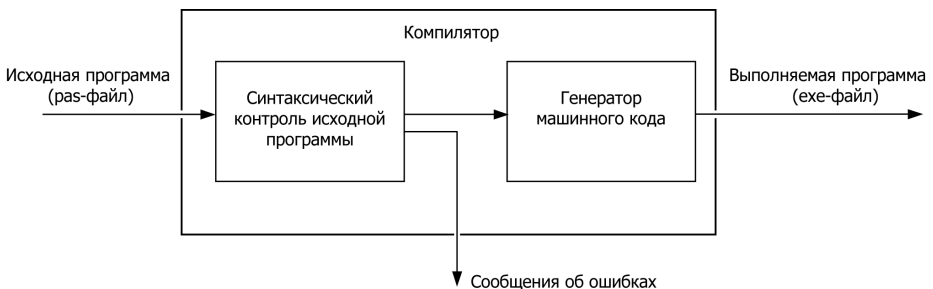 Компилятор
Исходная программа
(pas-файл)
Синтаксический
контроль исходной
программы
Генератор
машинного кода
Выполняемая программа
(exe-файл)
Сообщения об ошибках